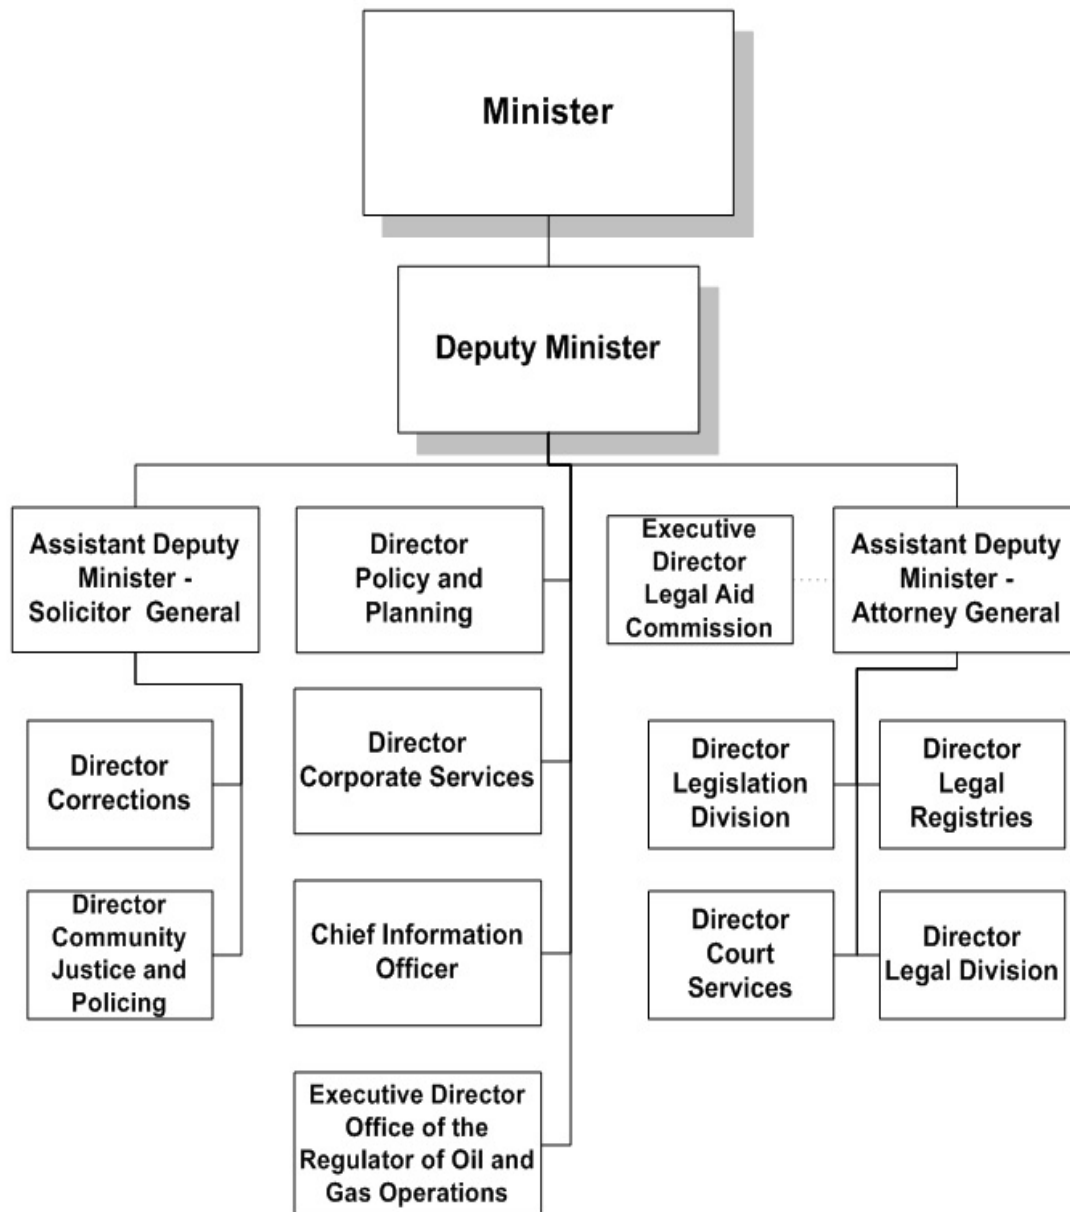 Minister
Deputy Minister
Assistant Deputy
Minister -
Solicitor General
Director
Policy and
Planning
Executive
Director
Legal Aid
Commission
Assistant Deputy
Minister -
Attorney General
Director
Corrections
Director
Corporate Services
Director
Legislation
Division
Director
Legal
Registries
Director
Community
Justice and
Policing
Chief Information
Officer
Director
Court
Services
Director
Legal Division
Executive Director
Office of the
Regulator of Oil and
Gas Operations